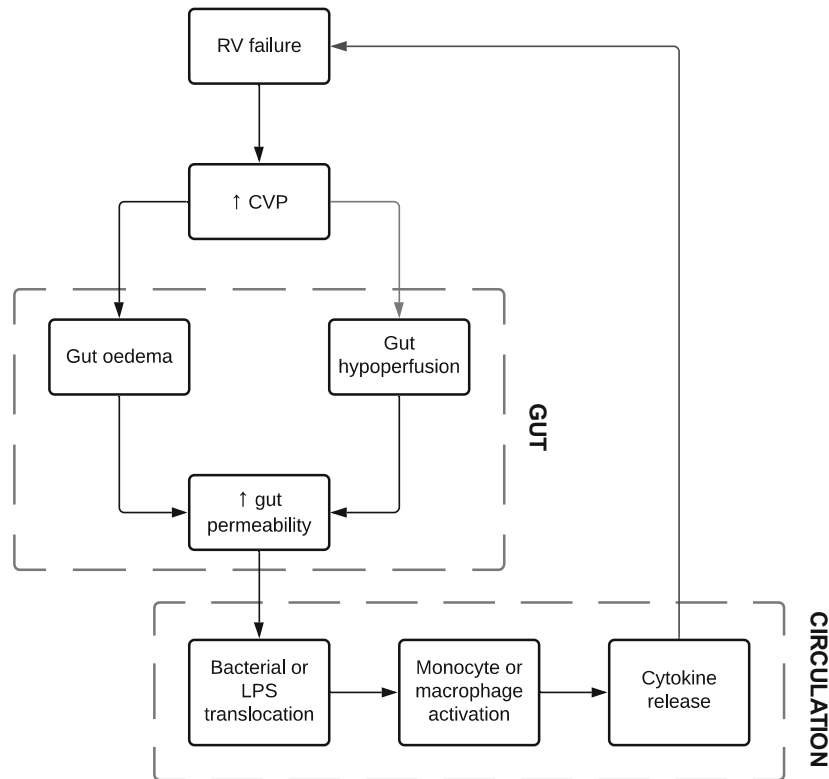 RV failure
↑ CVP
Gut oedema
Gut
hypoperfusion
GUT
↑ gut
permeability
Bacterial or
LPS
translocation
Monocyte or
macrophage
activation
Cytokine
release
CIRCULATION